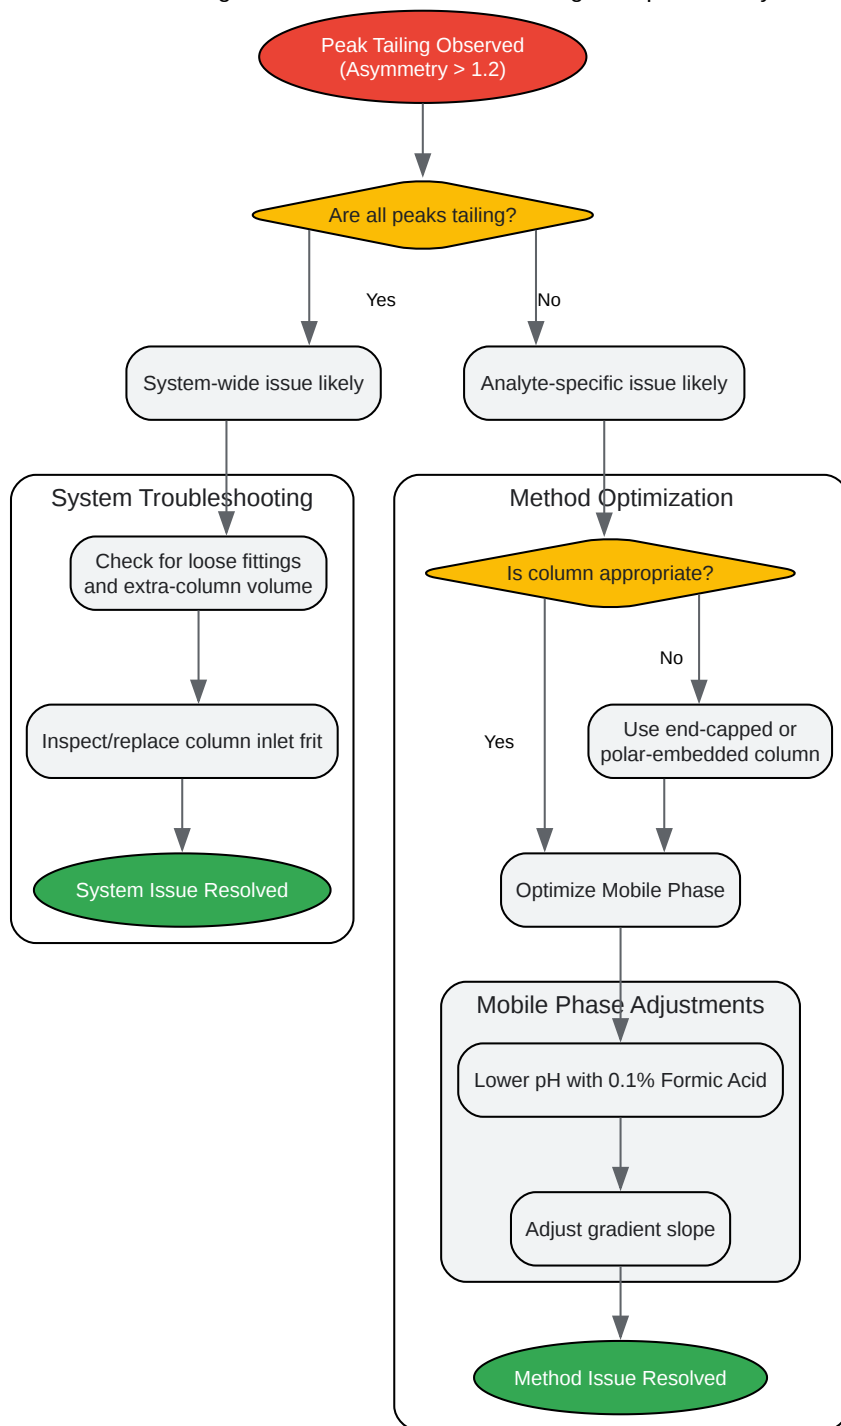 Peak Tailing Observed
(Asymmetry > 1.2)
Are all peaks tailing?
Yes
No
System-wide issue likely
Analyte-specific issue likely
System Troubleshooting
Method Optimization
Check for loose fittings
and extra-column volume
Is column appropriate?
No
Inspect/replace column inlet frit
Yes
Use end-capped or
polar-embedded column
System Issue Resolved
Optimize Mobile Phase
Mobile Phase Adjustments
Lower pH with 0.1% Formic Acid
Adjust gradient slope
Method Issue Resolved